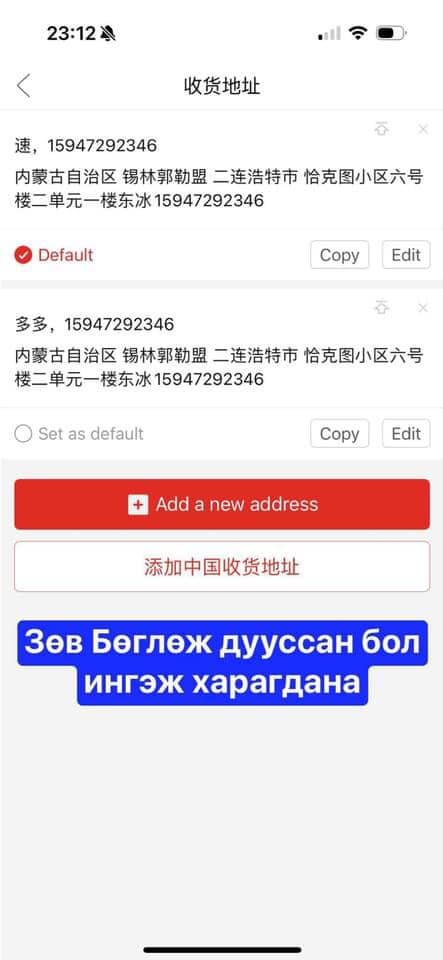 23:12
收货地址
速，15947292346
内蒙古自治区 锡林郭勒盟 二连浩特市 恰克图小区六号
楼二单元一楼东冰15947292346
Default
Copy
Edit
多多，15947292346
内蒙古自治区 锡林郭勒盟 二连浩特市 恰克图小区六号
楼二单元一楼东冰15947292346
Set as default
Copy
Edit
Add a new address
添加中国收货地址
Зөв Бөглөж дууссан бол
ингэж харагдана